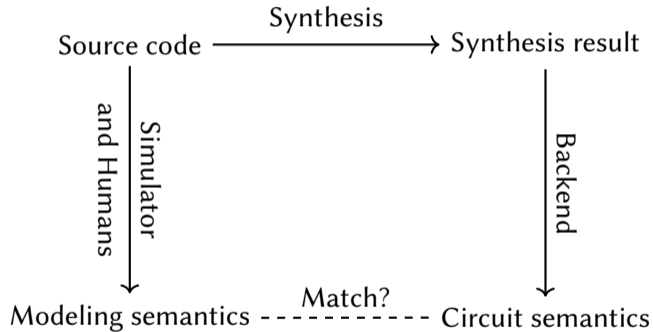 Synthesis
Source code
Synthesis result
Simulator
and Humans
Backend
Match?
Modeling semantics
Circuit semantics